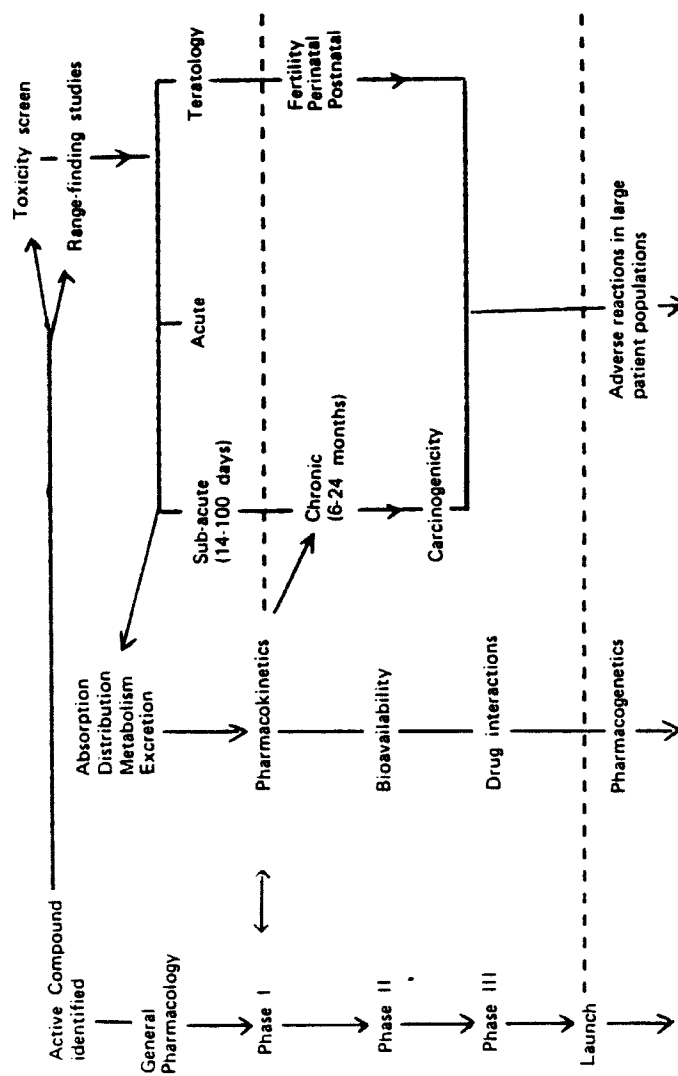 Active Compound
identified
General
Pharmacology
Phase I
Phase II
Phase III
Launch
Absorption
Distribution
Metabolism
Excretion
Pharmacokinetics
Bioavailability
Drug interactions
Pharmacogenetics
Toxicity screen
Range-finding studies
Sub-acute
(14-100 days)
Acute
Teratology
Chronic
(6-24 months)
Fertility
Perinatal
Postnatal
Carcinogenicity
Adverse reactions in large
patient populations